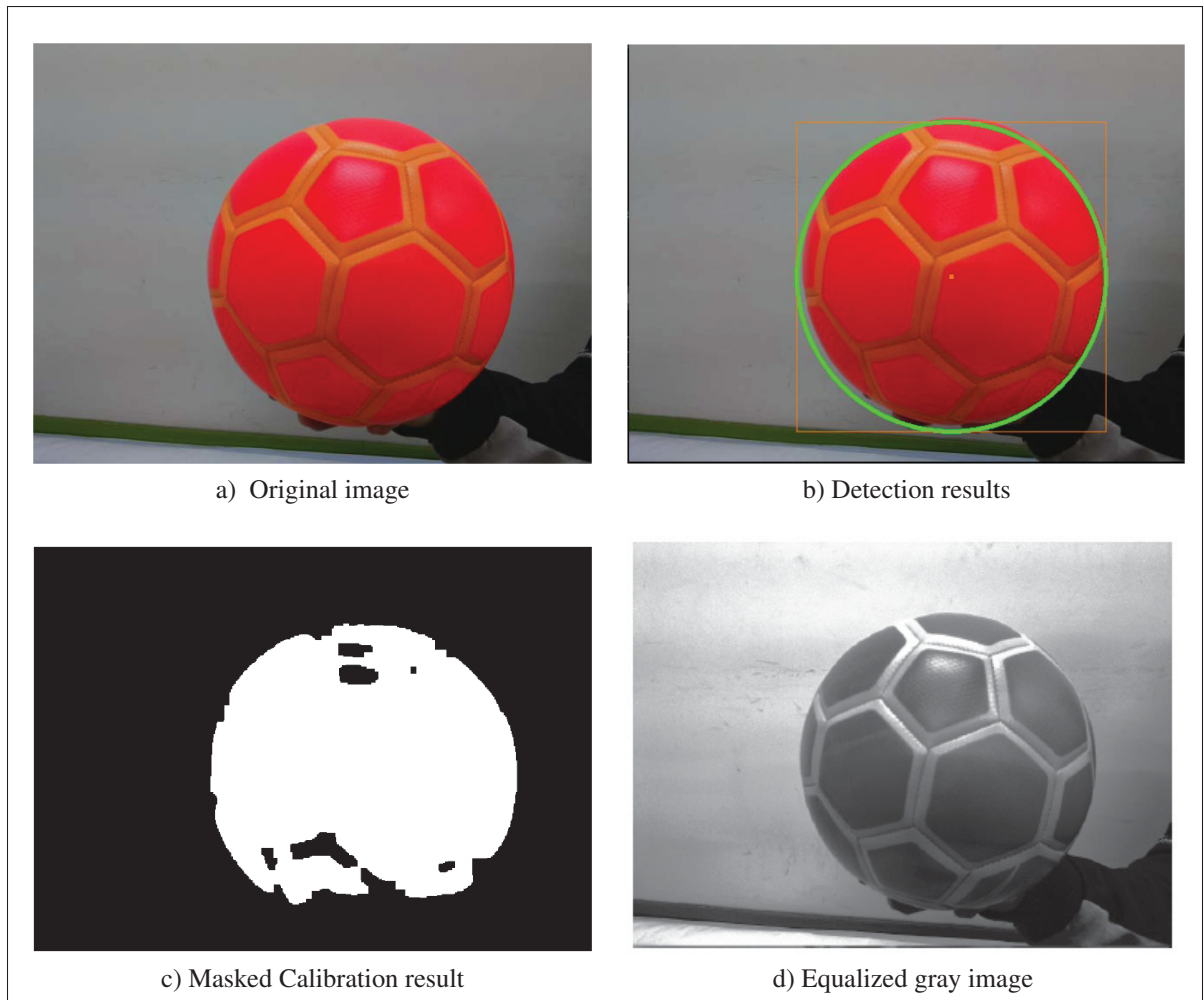 a) Original image
b) Detection results
c) Masked Calibration result
d) Equalized gray image